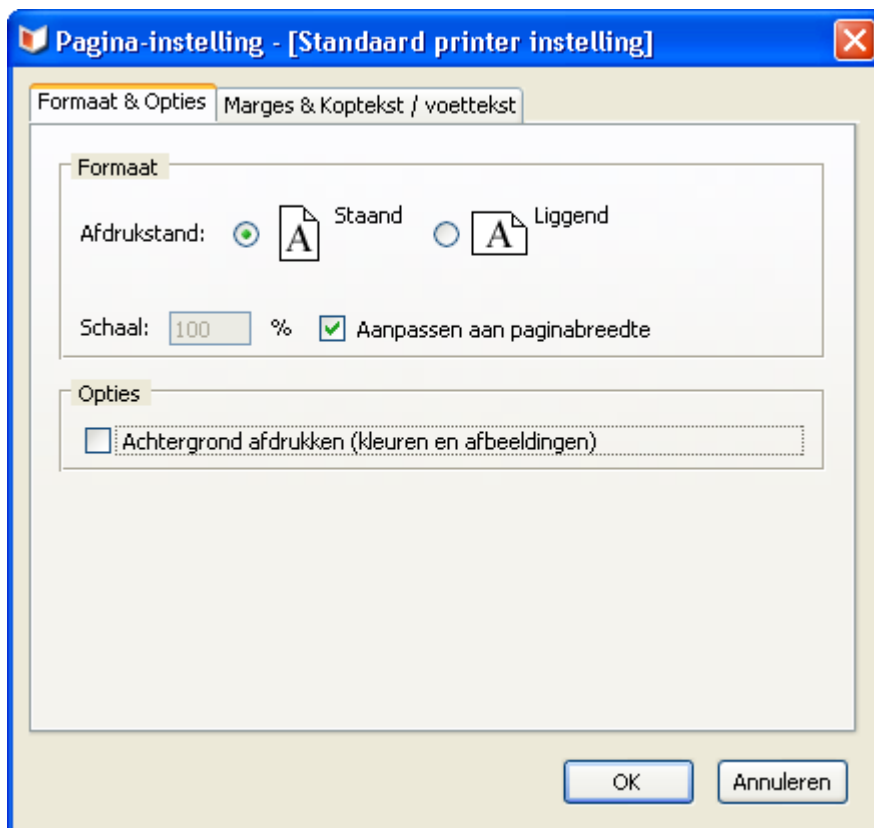 Pagina-instelling - [Standaard printer instelling]
Formaat & Opties Marges & Koptekst / voettekst
Formaat
Afdrukstand: A Staand A Liggend
Schaal: 100 % Aanpassen aan paginabreedte
Opties
Achtergrond afdrukken (kleuren en afbeeldingen)
OK Annuleren